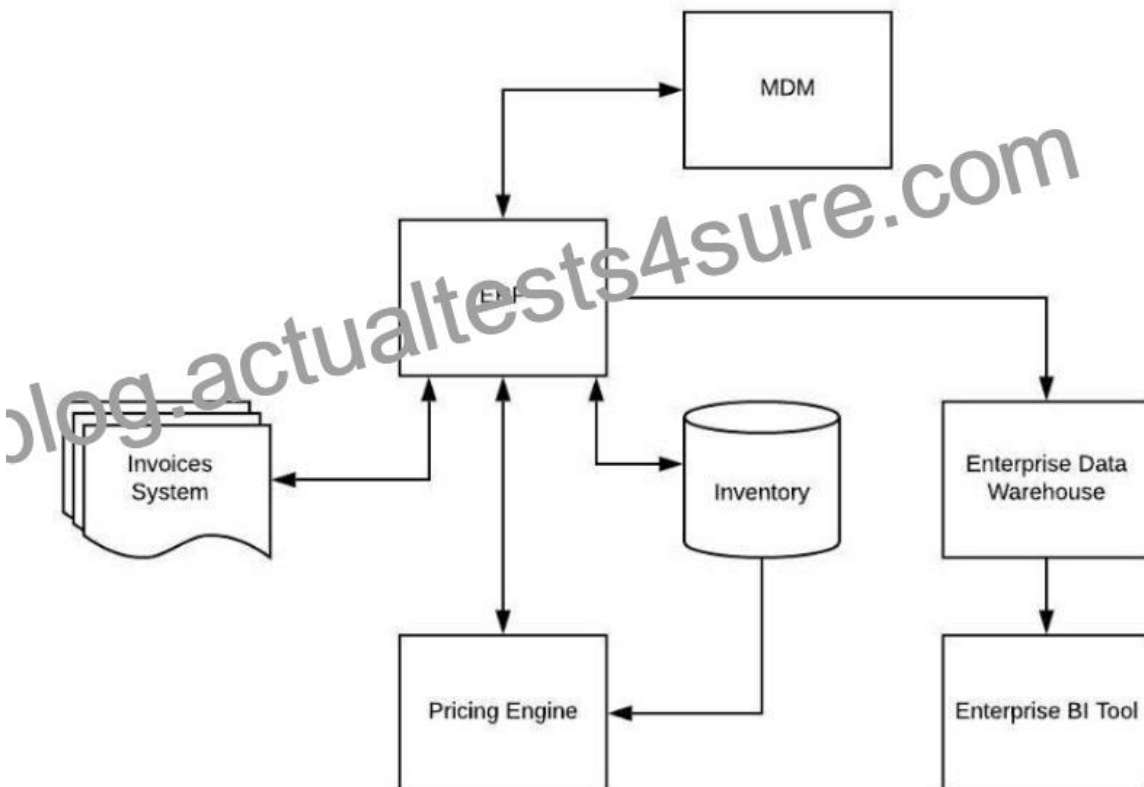 MDM
blog.actualtests4sure.com
Invoices
System
Inventory
Enterprise Data
Warehouse
Pricing Engine
Enterprise BI Tool